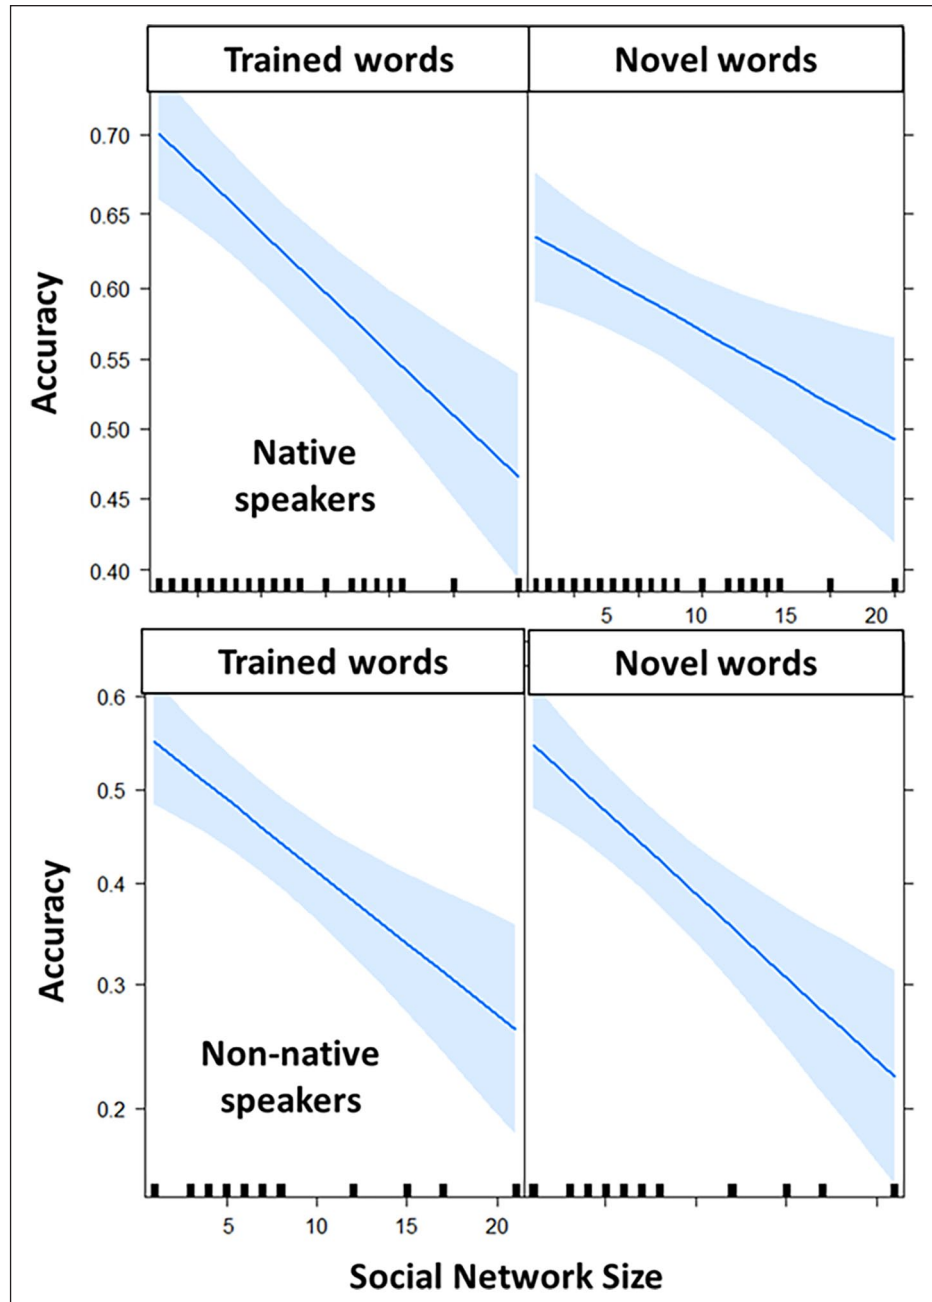 Trained words Novel words
0.70
0.65
0.60
0.55
0.50
0.45
0.40
Accuracy
Native
speakers
5 10 15 20
Trained words Novel words
0.6
0.5
0.4
0.3
0.2
Accuracy
Non-native
speakers
5 10 15 20
Social Network Size